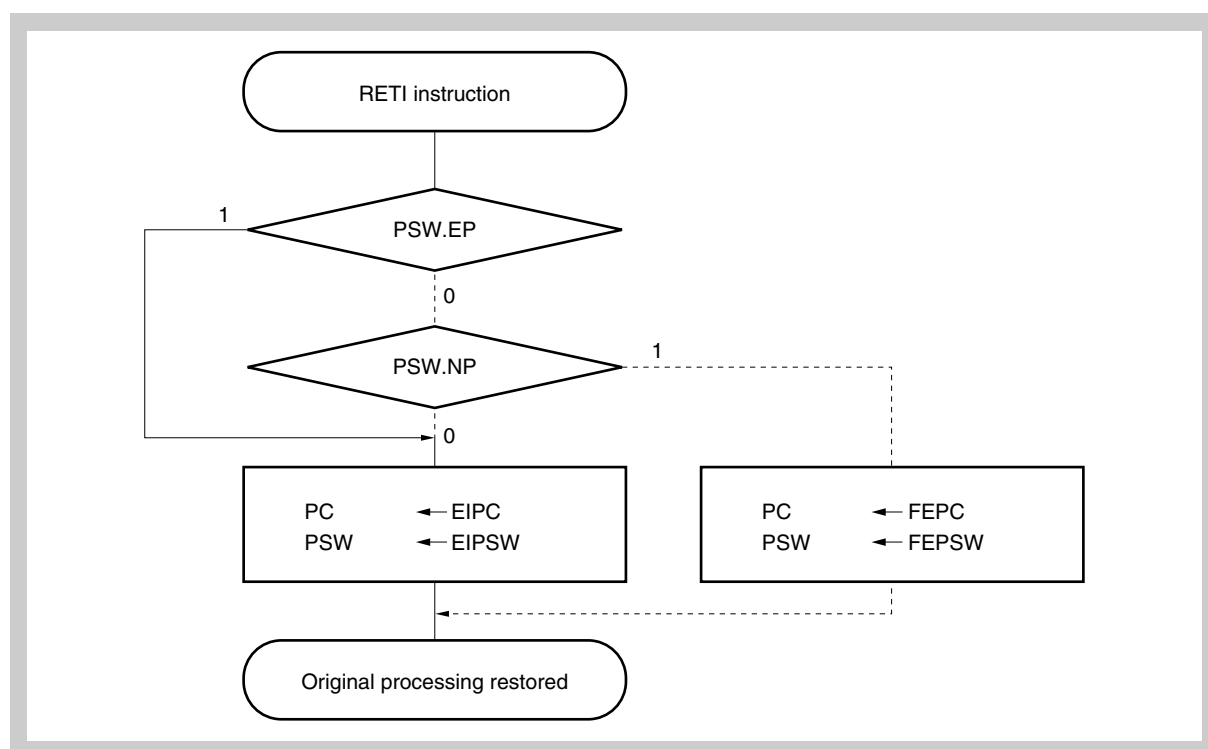 RETI instruction
1
PSW.EP
0
PSW.NP
1
0
PC ← EIPC
PSW ← EIPSW
PC ← FEPC
PSW ← FEPSW
Original processing restored